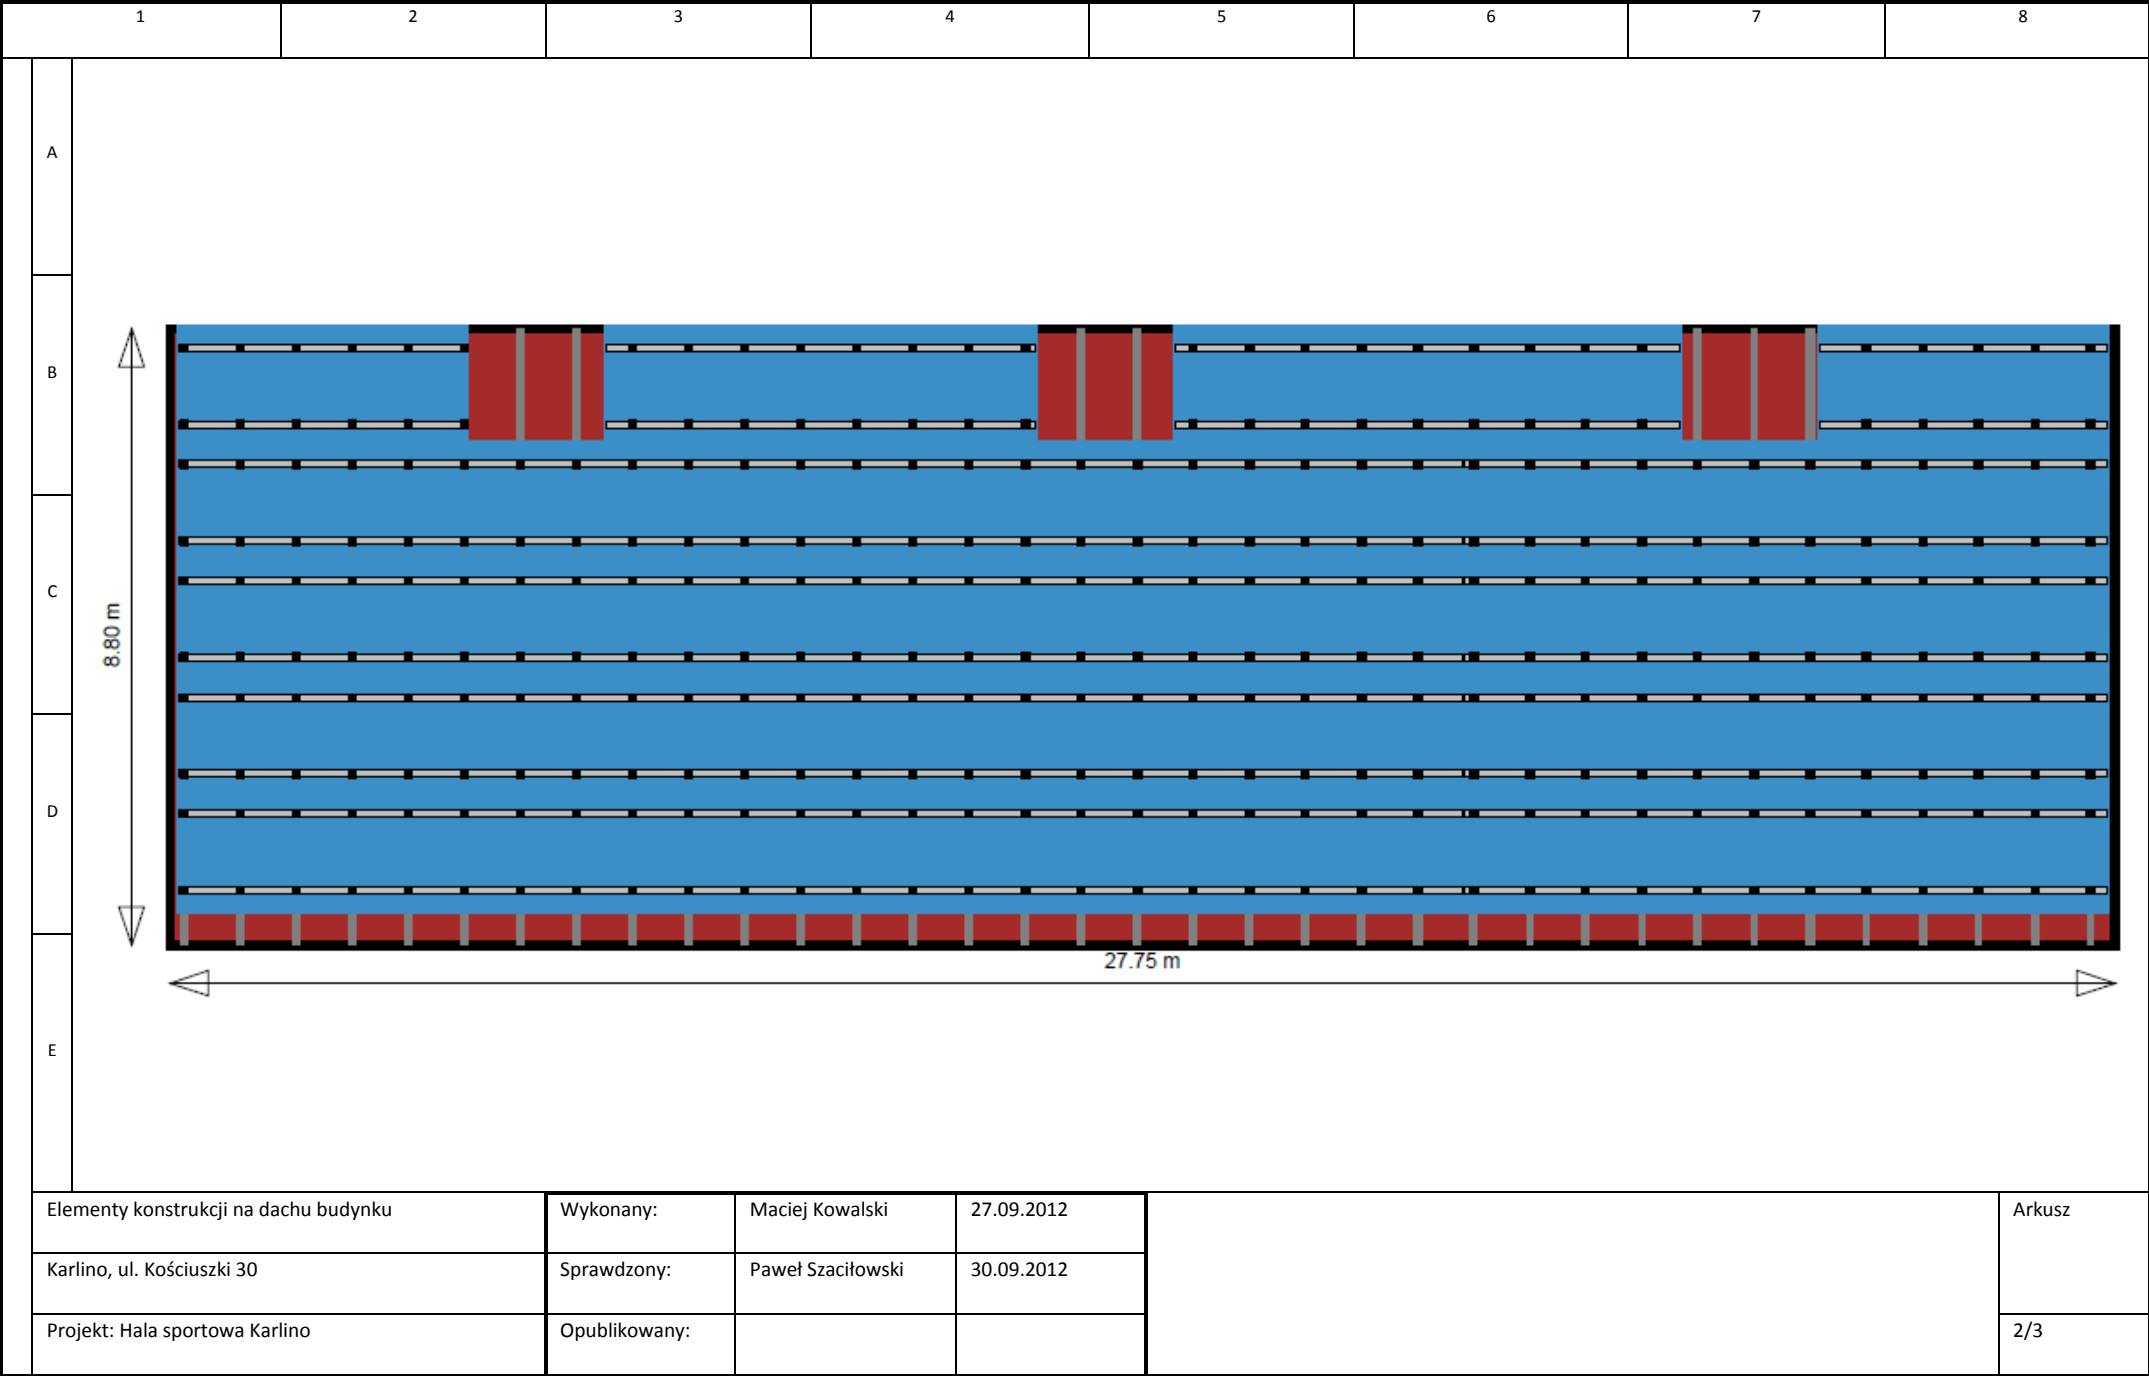 1 2 3 4 5 6 7 8
A
B
C
D
E
8.80 m
27.75 m
Elementy konstrukcji na dachu budynku Wykonany: Maciej Kowalski 27.09.2012 Arkusz
Karlino, ul. Kościuszki 30 Sprawdzony: Paweł Szaciłowski 30.09.2012
Projekt: Hala sportowa Karlino Opublikowany: 2/3